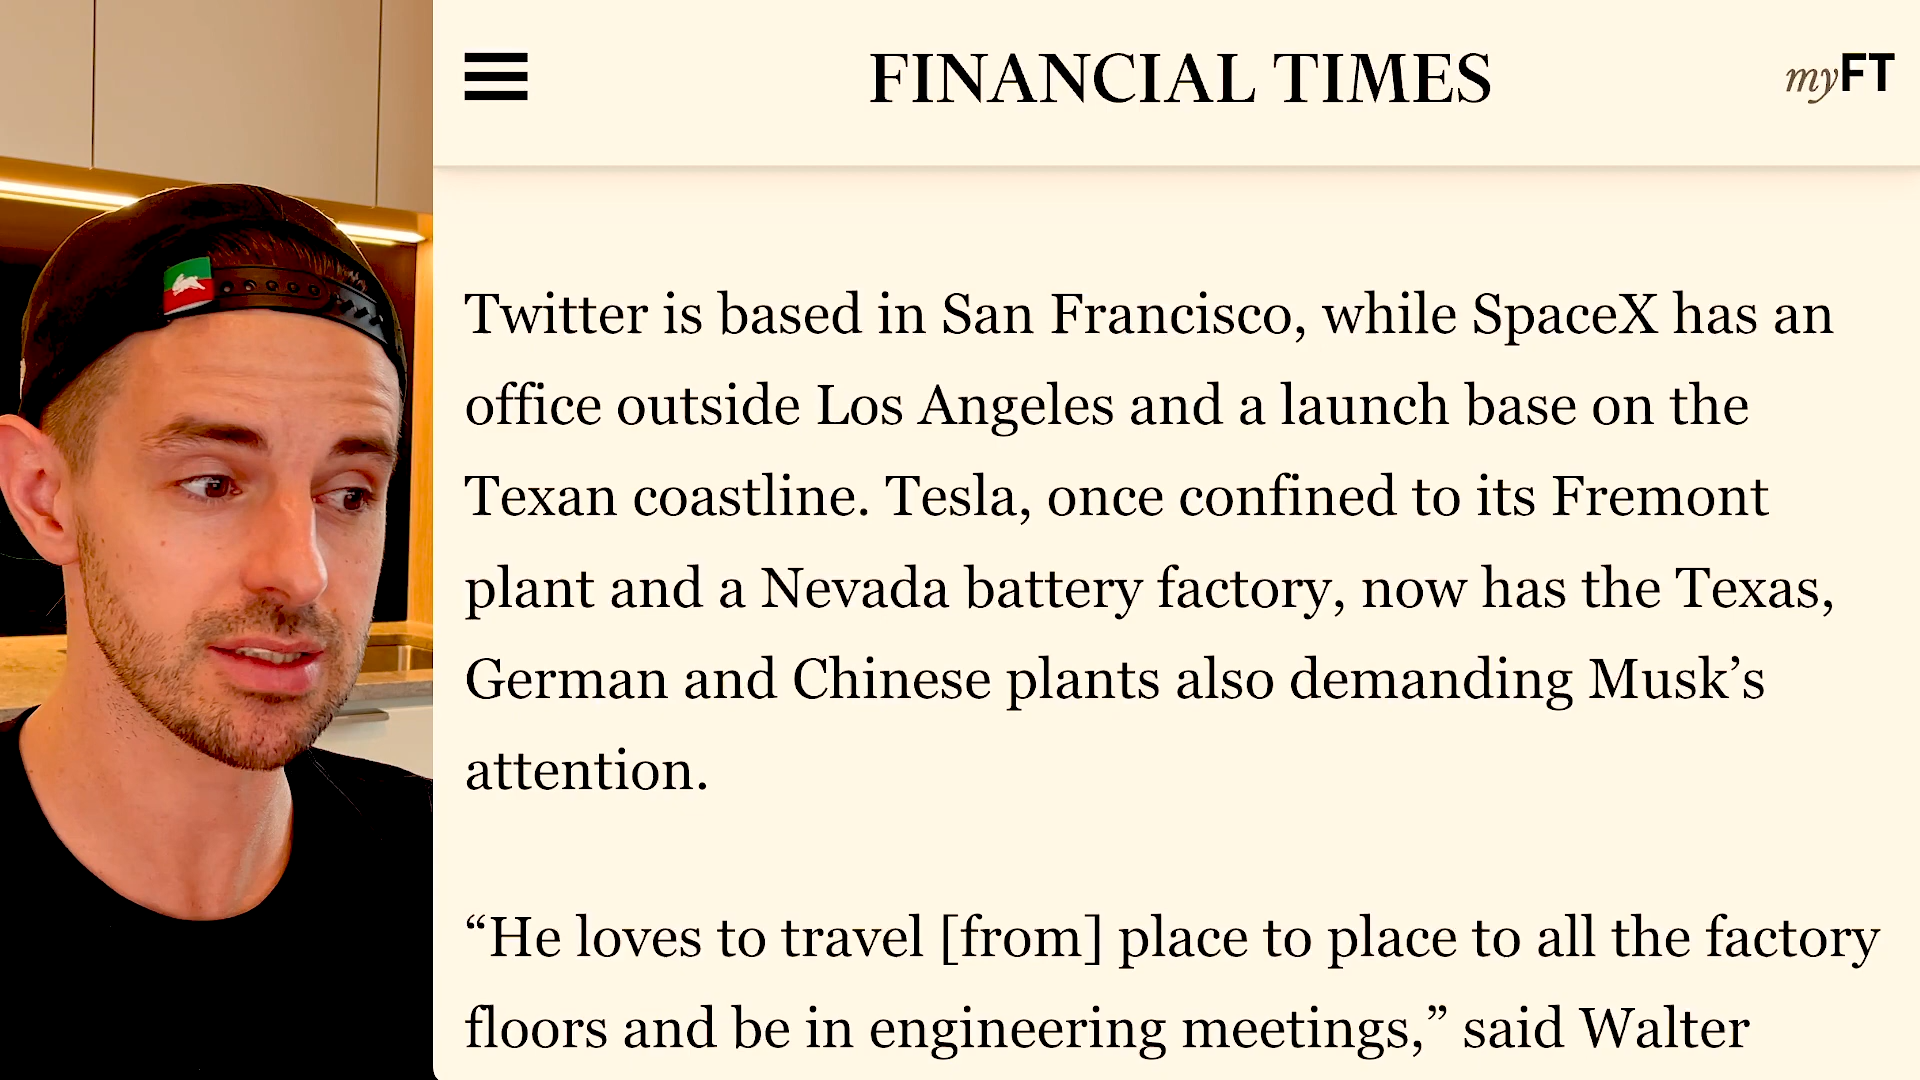 FINANCIAL TIMES
myFT
Twitter is based in San Francisco, while SpaceX has an
office outside Los Angeles and a launch base on the
Texan coastline. Tesla, once confined to its Fremont
plant and a Nevada battery factory, now has the Texas,
German and Chinese plants also demanding Musk’s
attention.
“He loves to travel [from] place to place to all the factory
floors and be in engineering meetings,” said Walter